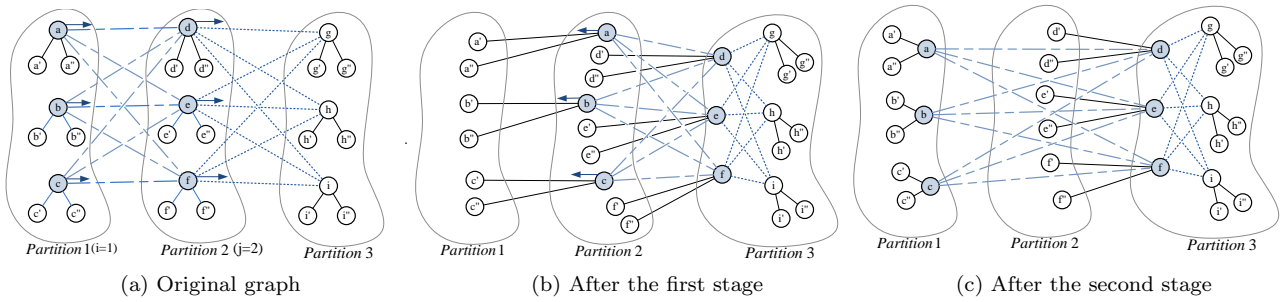 a d g
a' a" d' d" g' g"
b e h
b' b" e' e" h' h"
c f i
c' c" f' f" i' i"
Partition 1 (i=1) Partition 2 (j=2) Partition 3
(a) Original graph
a' a g
a" d' d g' g"
d"
b' b h
b" e' e h' h"
e"
c' c f i
c" f' i' i"
f"
Partition 1 Partition 2 Partition 3
(b) After the first stage
a' a d' d g
a" d" g' g"
b' b e' e h
b" e" h' h"
c' c f' f i
c" f" i' i"
Partition 1 Partition 2 Partition 3
(c) After the second stage